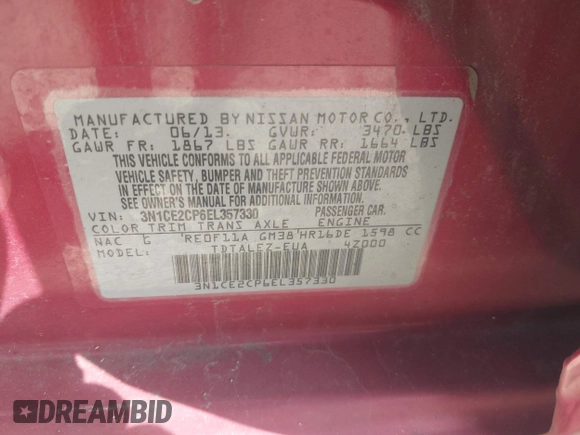 MANUFACTURED BY NISSAN MOTOR CO., LTD.
DATE: 06/13. GVWR: 3470 LBS
GAWR FR: 1867 LBS GAWR RR: 1664 LBS
THIS VEHICLE CONFORMS TO ALL APPLICABLE FEDERAL MOTOR
VEHICLE SAFETY, BUMPER AND THEFT PREVENTION STANDARDS
IN EFFECT ON THE DATE OF MANUFACTURE SHOWN ABOVE.
SEE OWNER'S MANUAL FOR ADDITIONAL INFORMATION.
VIN: 3N1CE2CP6EL357330 PASSENGER CAR.
COLOR TRIM TRANS AXLE ENGINE
NAC G RE0F11A GM38 HR16DE 1598 CC
MODEL: TDTALFZ-EUA 4Z000
3N1CE2CP6EL357330
DREAMBID